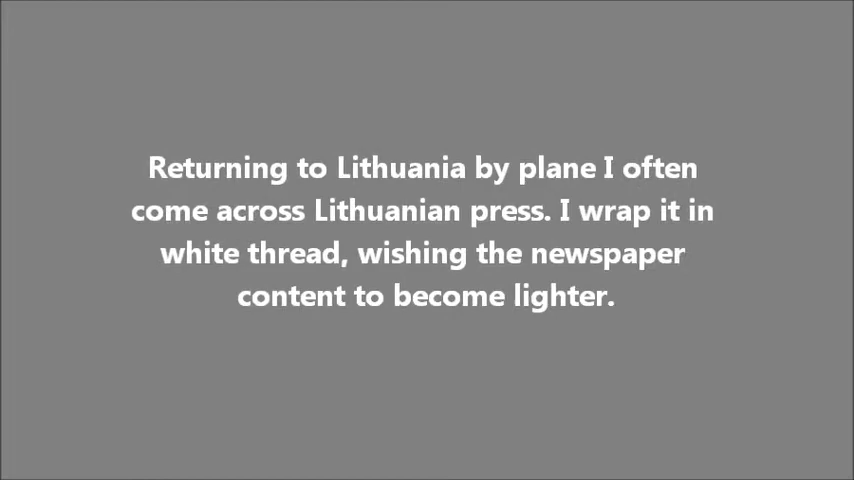 Returning to Lithuania by plane I often
come across Lithuanian press. I wrap it in
white thread, wishing the newspaper
content to become lighter.